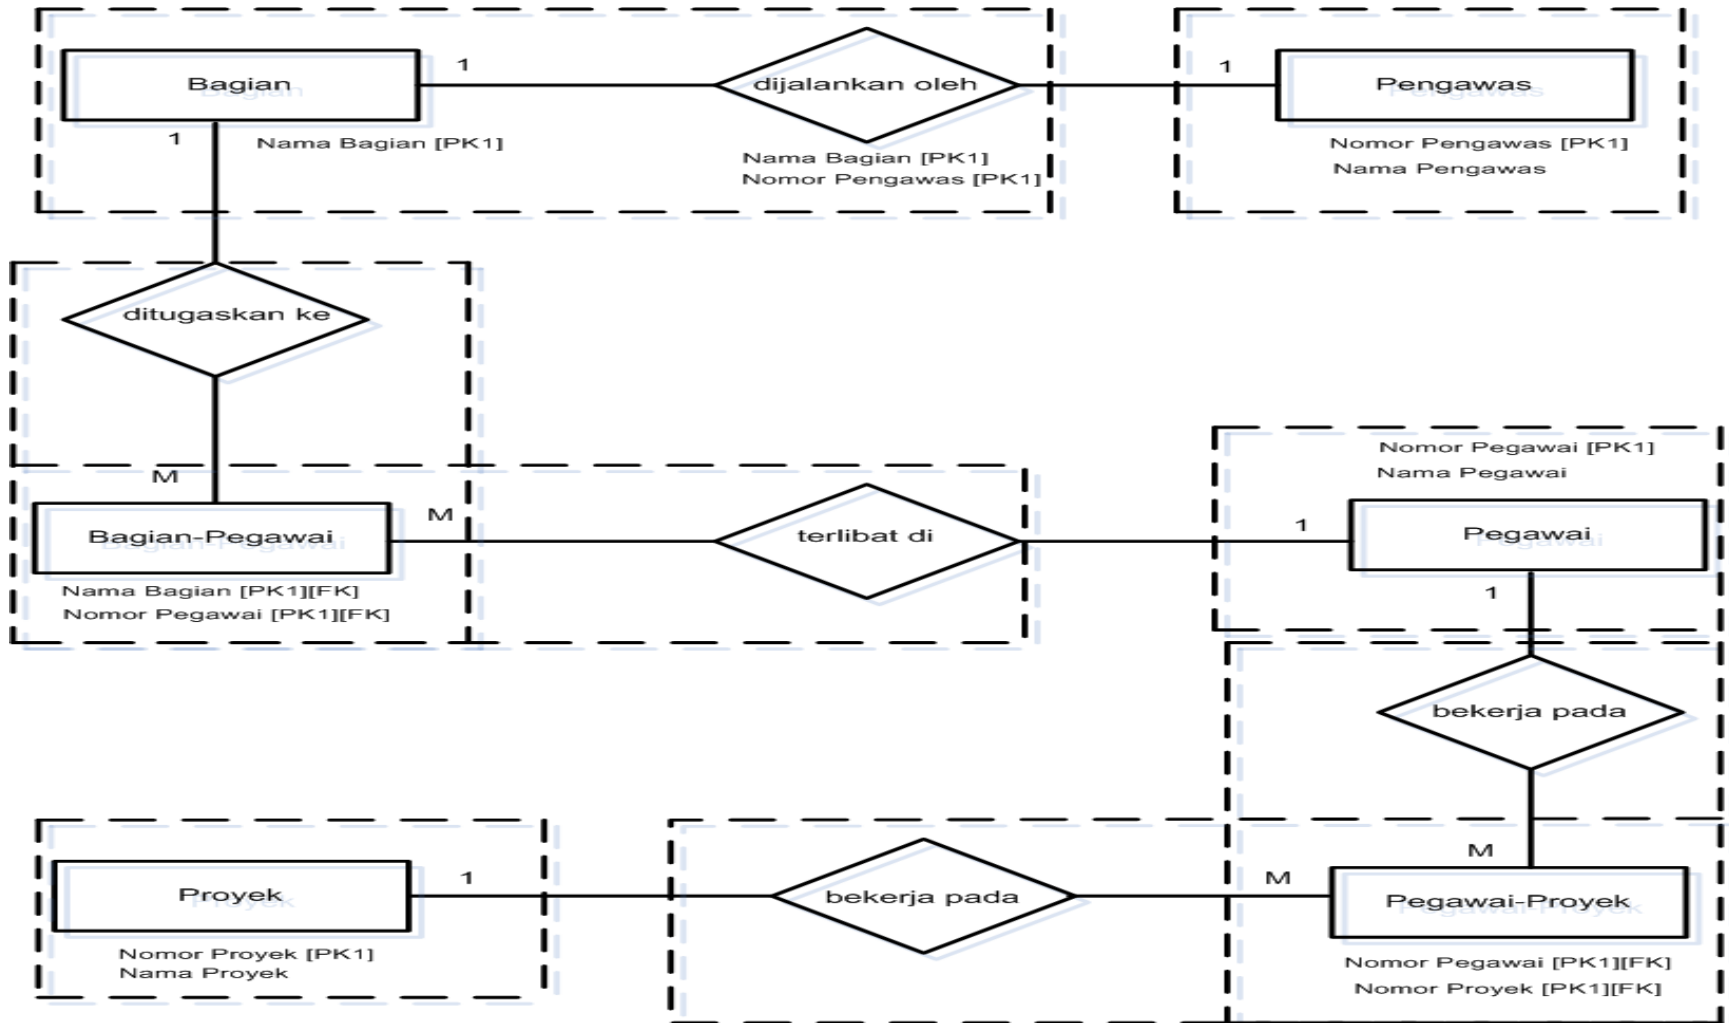 Bagian
1
dijalankan oleh
1
Pengawas
1
Nama Bagian [PK1]
Nama Bagian [PK1]
Nomor Pengawas [PK1]
Nomor Pengawas [PK1]
Nama Pengawas
ditugaskan ke
M
Bagian-Pegawai
M
terlibat di
Nama Bagian [PK1][FK]
Nomor Pegawai [PK1][FK]
Nomor Pegawai [PK1]
Nama Pegawai
1
Pegawai
1
bekerja pada
M
Proyek
1
bekerja pada
M
Pegawai-Proyek
Nomor Proyek [PK1]
Nama Proyek
Nomor Pegawai [PK1][FK]
Nomor Proyek [PK1][FK]